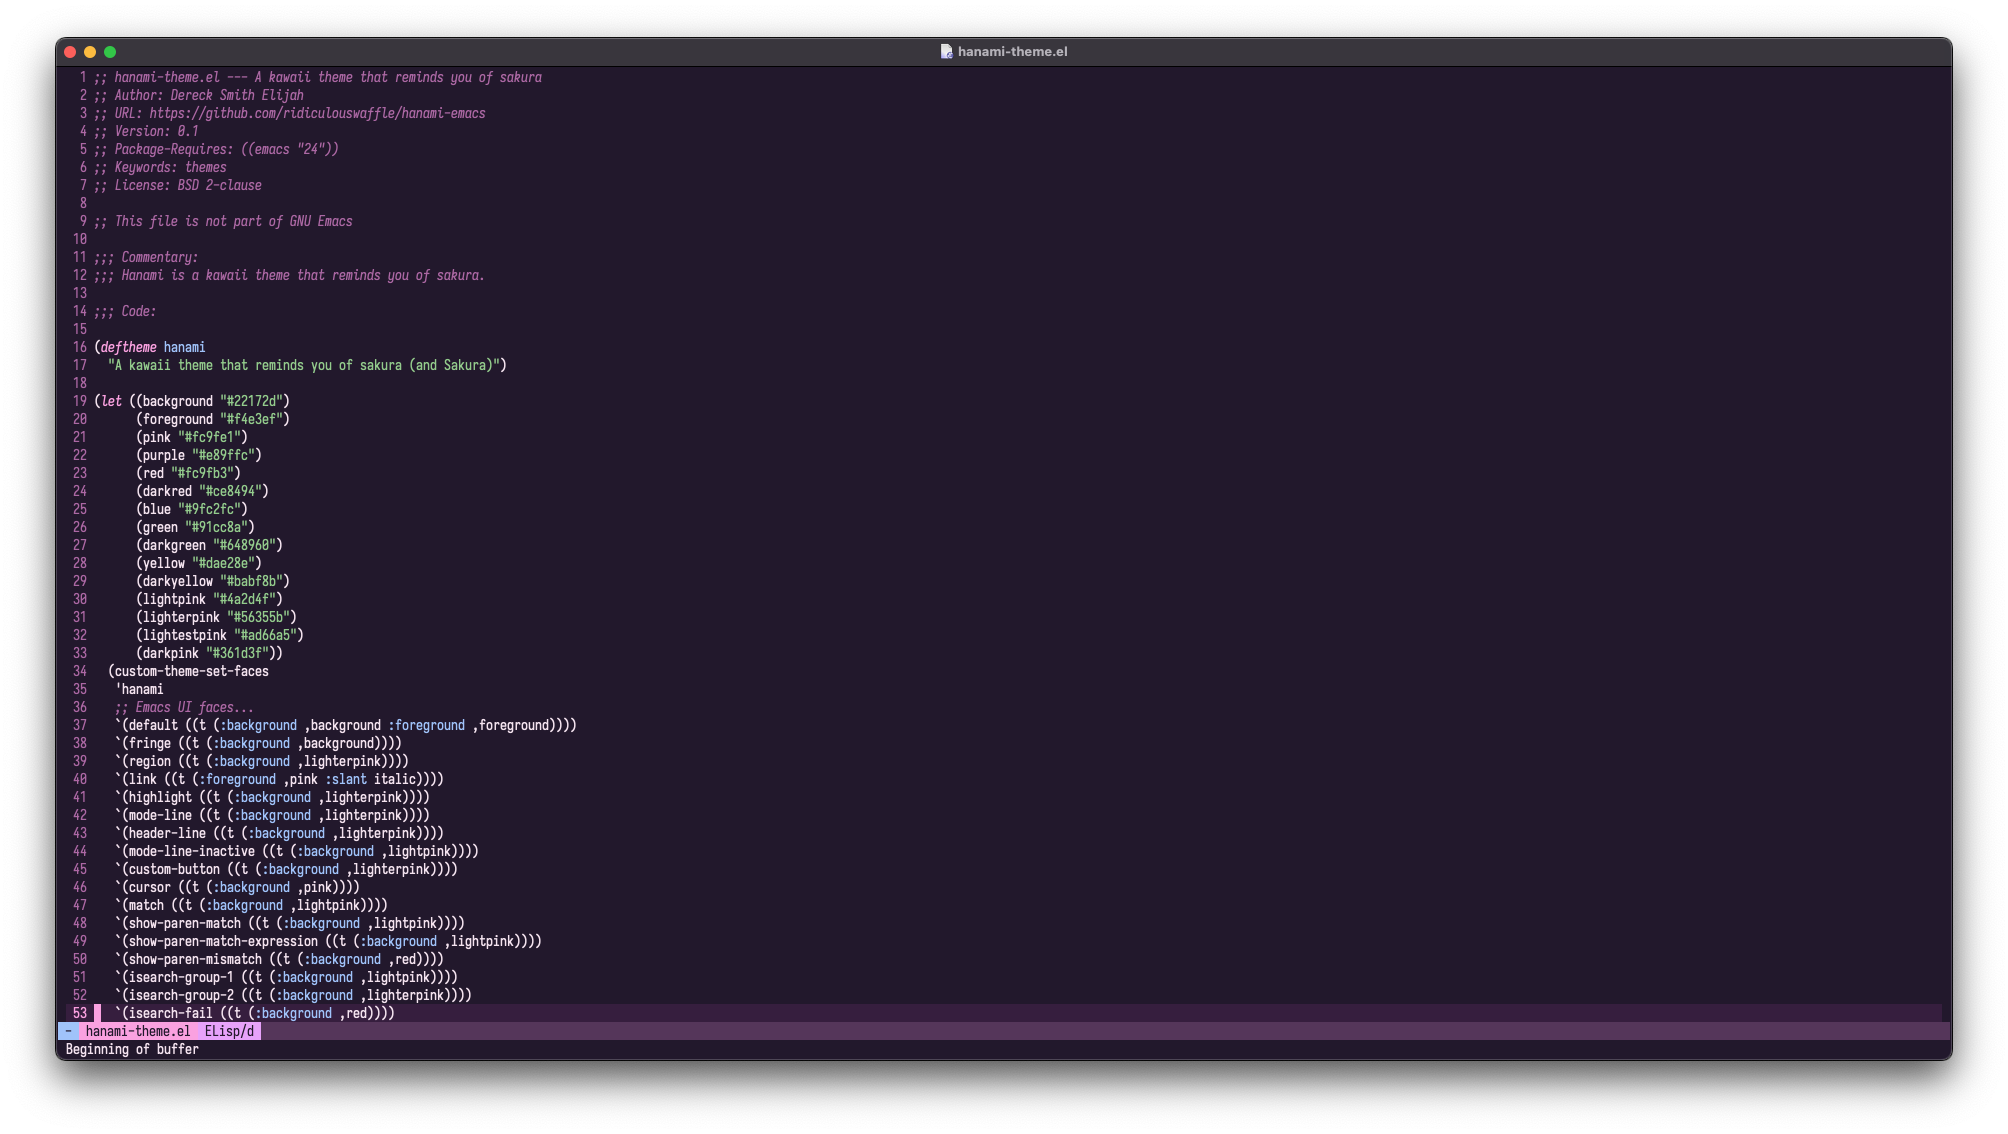 hanami-theme.el
1 ;; hanami-theme.el --- A kawaii theme that reminds you of sakura
2 ;; Author: Dereck Smith Elijah
3 ;; URL: https://github.com/ridiculouswaffle/hanami-emacs
4 ;; Version: 0.1
5 ;; Package-Requires: ((emacs "24"))
6 ;; Keywords: themes
7 ;; License: BSD 2-clause
8
9 ;; This file is not part of GNU Emacs
10
11 ;;; Commentary:
12 ;;; Hanami is a kawaii theme that reminds you of sakura.
13
14 ;;; Code:
15
16 (deftheme hanami
17   "A kawaii theme that reminds you of sakura (and Sakura)")
18
19 (let ((background "#22172d")
20       (foreground "#f4e3ef")
21       (pink "#fc9fe1")
22       (purple "#e89ffc")
23       (red "#fc9fb3")
24       (darkred "#ce8494")
25       (blue "#9fc2fc")
26       (green "#91cc8a")
27       (darkgreen "#648960")
28       (yellow "#dae28e")
29       (darkyellow "#babf8b")
30       (lightpink "#4a2d4f")
31       (lighterpink "#56355b")
32       (lightestpink "#ad66a5")
33       (darkpink "#361d3f"))
34   (custom-theme-set-faces
35    'hanami
36    ;; Emacs UI faces...
37    `(default ((t (:background ,background :foreground ,foreground))))
38    `(fringe ((t (:background ,background))))
39    `(region ((t (:background ,lighterpink))))
40    `(link ((t (:foreground ,pink :slant italic))))
41    `(highlight ((t (:background ,lighterpink))))
42    `(mode-line ((t (:background ,lighterpink))))
43    `(header-line ((t (:background ,lighterpink))))
44    `(mode-line-inactive ((t (:background ,lightpink))))
45    `(custom-button ((t (:background ,lighterpink))))
46    `(cursor ((t (:background ,pink))))
47    `(match ((t (:background ,lightpink))))
48    `(show-paren-match ((t (:background ,lightpink))))
49    `(show-paren-match-expression ((t (:background ,lightpink))))
50    `(show-paren-mismatch ((t (:background ,red))))
51    `(isearch-group-1 ((t (:background ,lightpink))))
52    `(isearch-group-2 ((t (:background ,lighterpink))))
53    `(isearch-fail ((t (:background ,red))))
- hanami-theme.el ELisp/d
Beginning of buffer